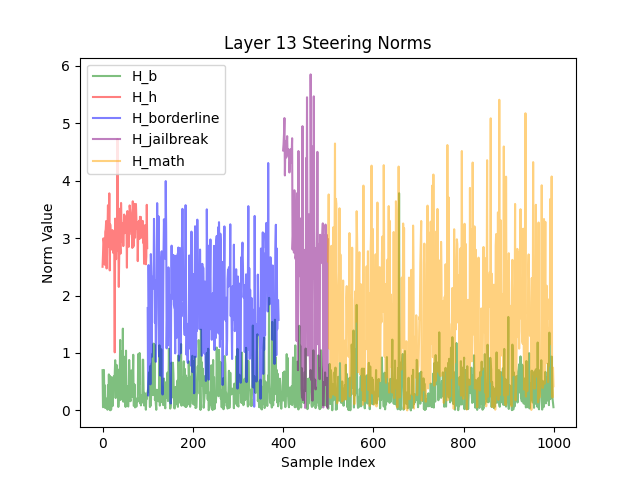 Layer 13 Steering Norms
H_b
H_h
H_borderline
H_jailbreak
H_math
Norm Value
6
5
4
3
2
1
0
0
200
400
600
800
1000
Sample Index